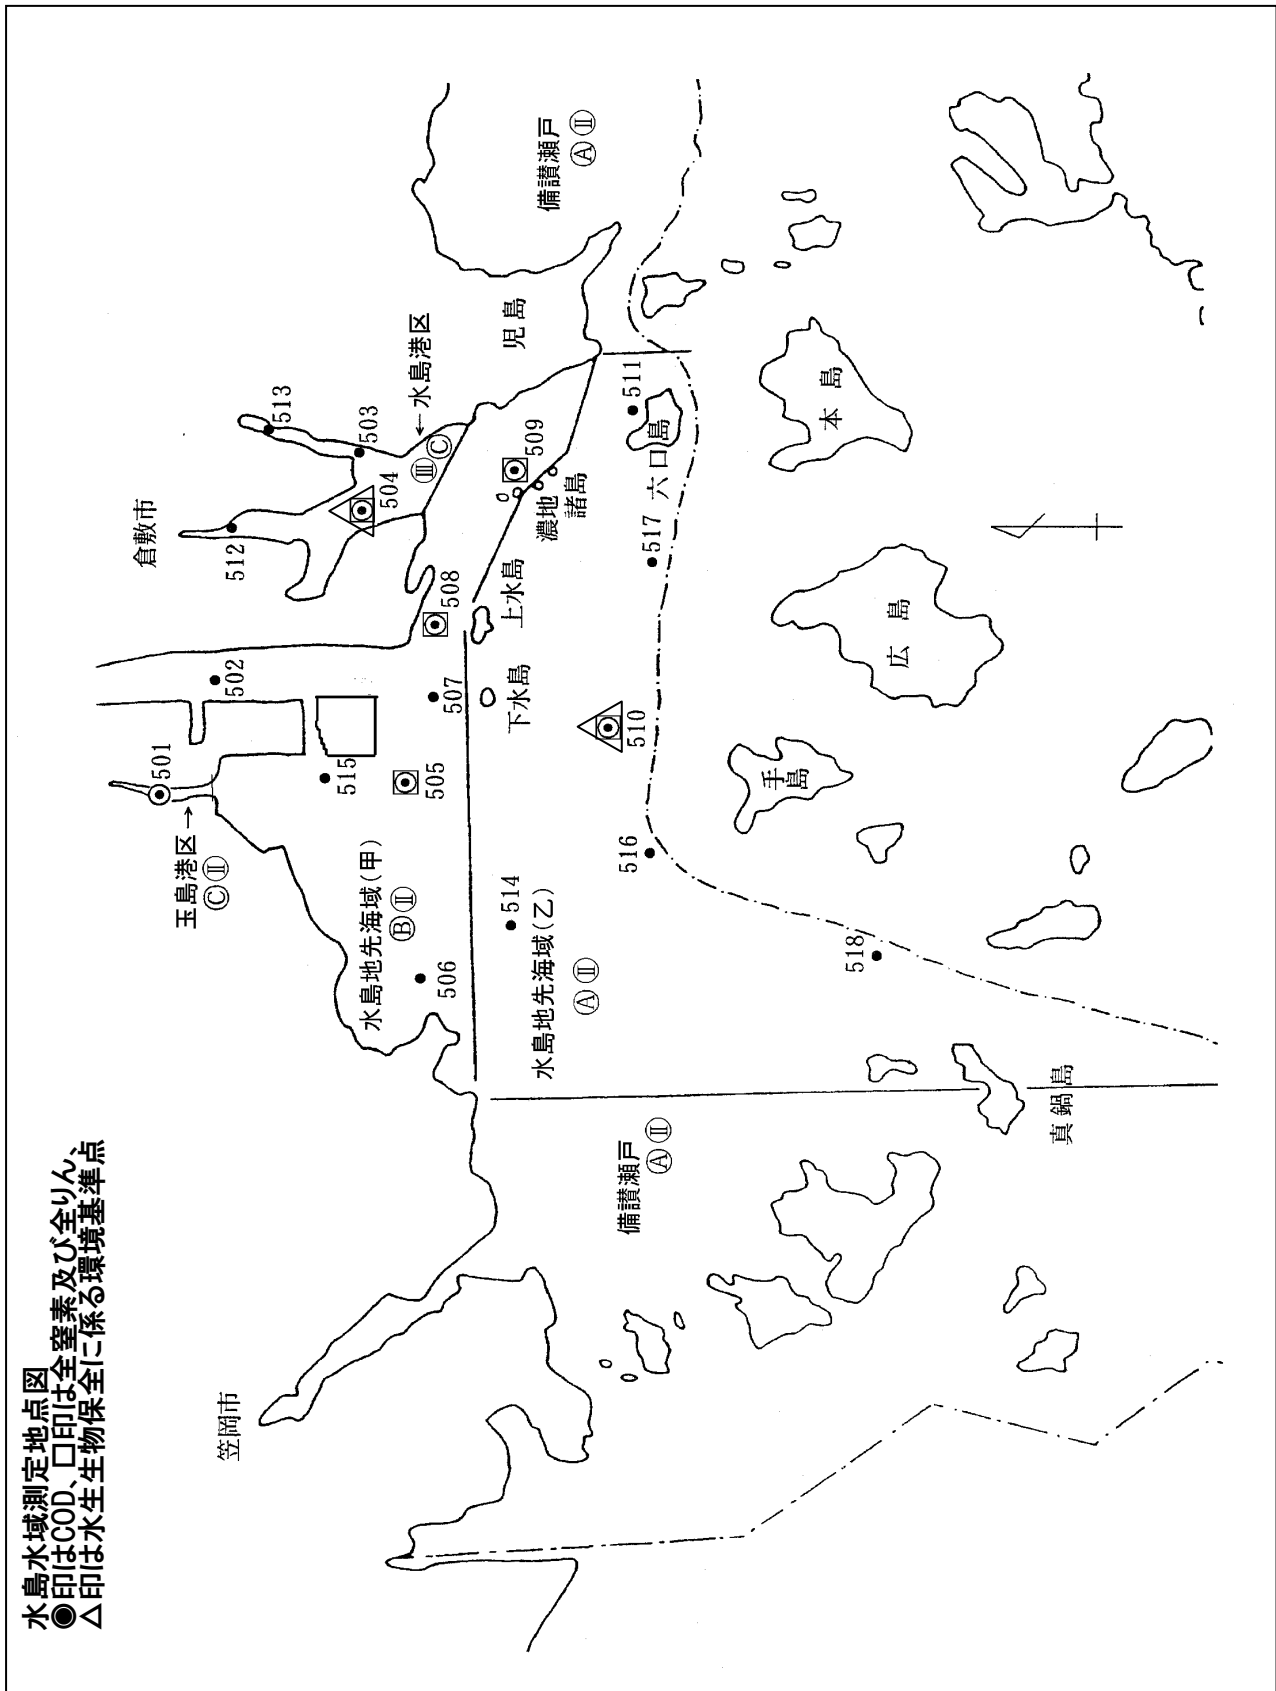 水島水域測定地点図
◉印はCOD、口印は全窒素及び全りん、
△印は水生生物保全に係る環境基準点
笠岡市
倉敷市
玉島港区→
Ⓒ Ⅱ
501
502
512
513
503
504
←水島港区
Ⅲ Ⓒ
児島
備讃瀬戸
Ⓐ Ⅱ
水島地先海域(甲)
Ⓑ Ⅱ
515
505
506
507
508
509
下水島
上水島
濃地
諸島
514
水島地先海域(乙)
Ⓐ Ⅱ
510
516
517
六口島
511
備讃瀬戸
Ⓐ Ⅱ
518
手島
広島
本島
真鍋島